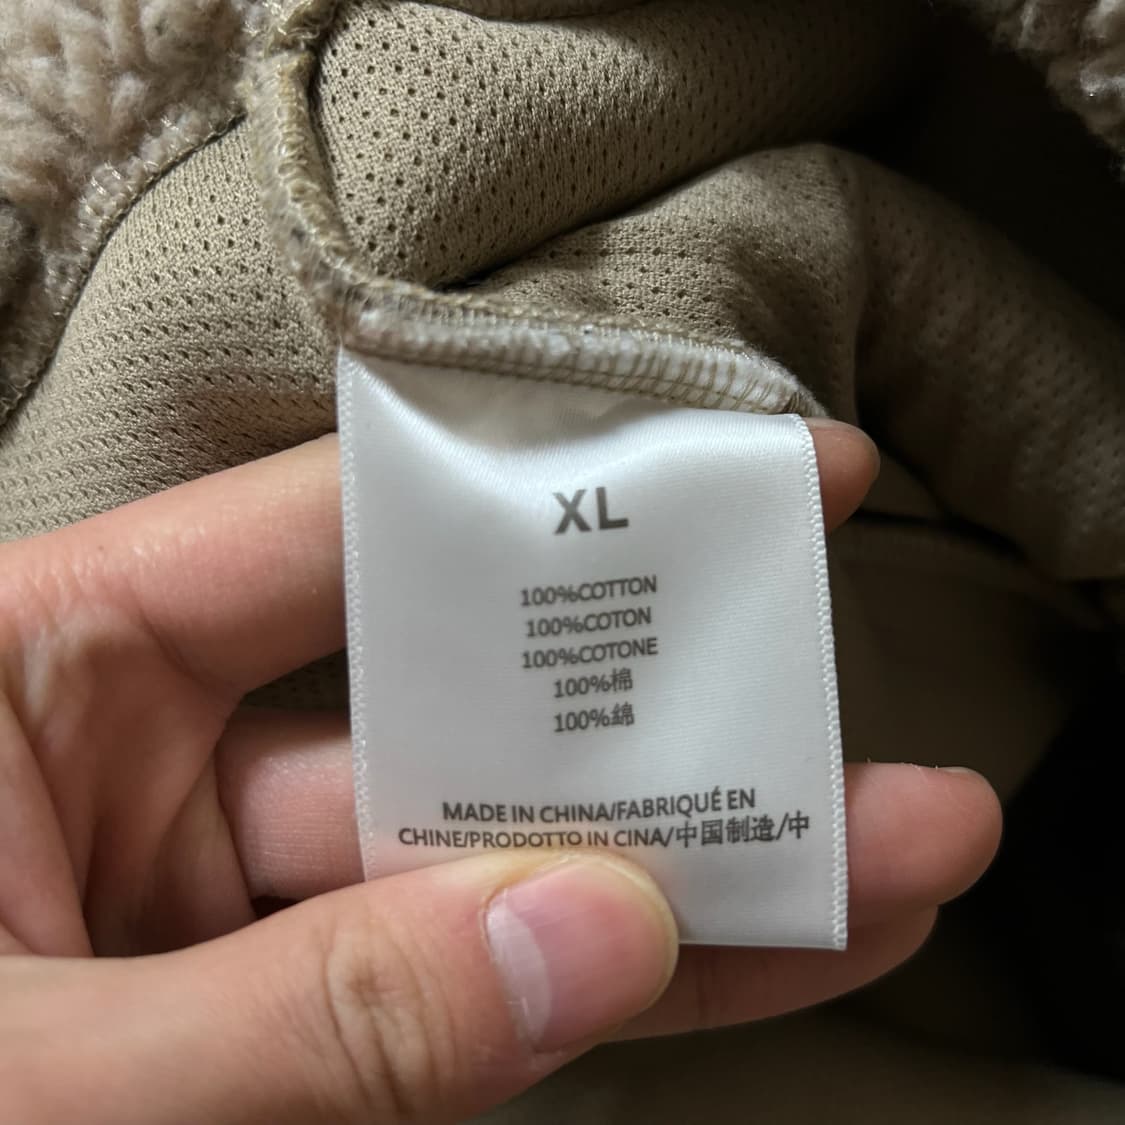 XL
100%COTTON
100%COTON
100%COTONE
100%棉
100%綿
MADE IN CHINA/FABRIQUÉ EN
CHINE/PRODOTTO IN CINA/中国制造/中